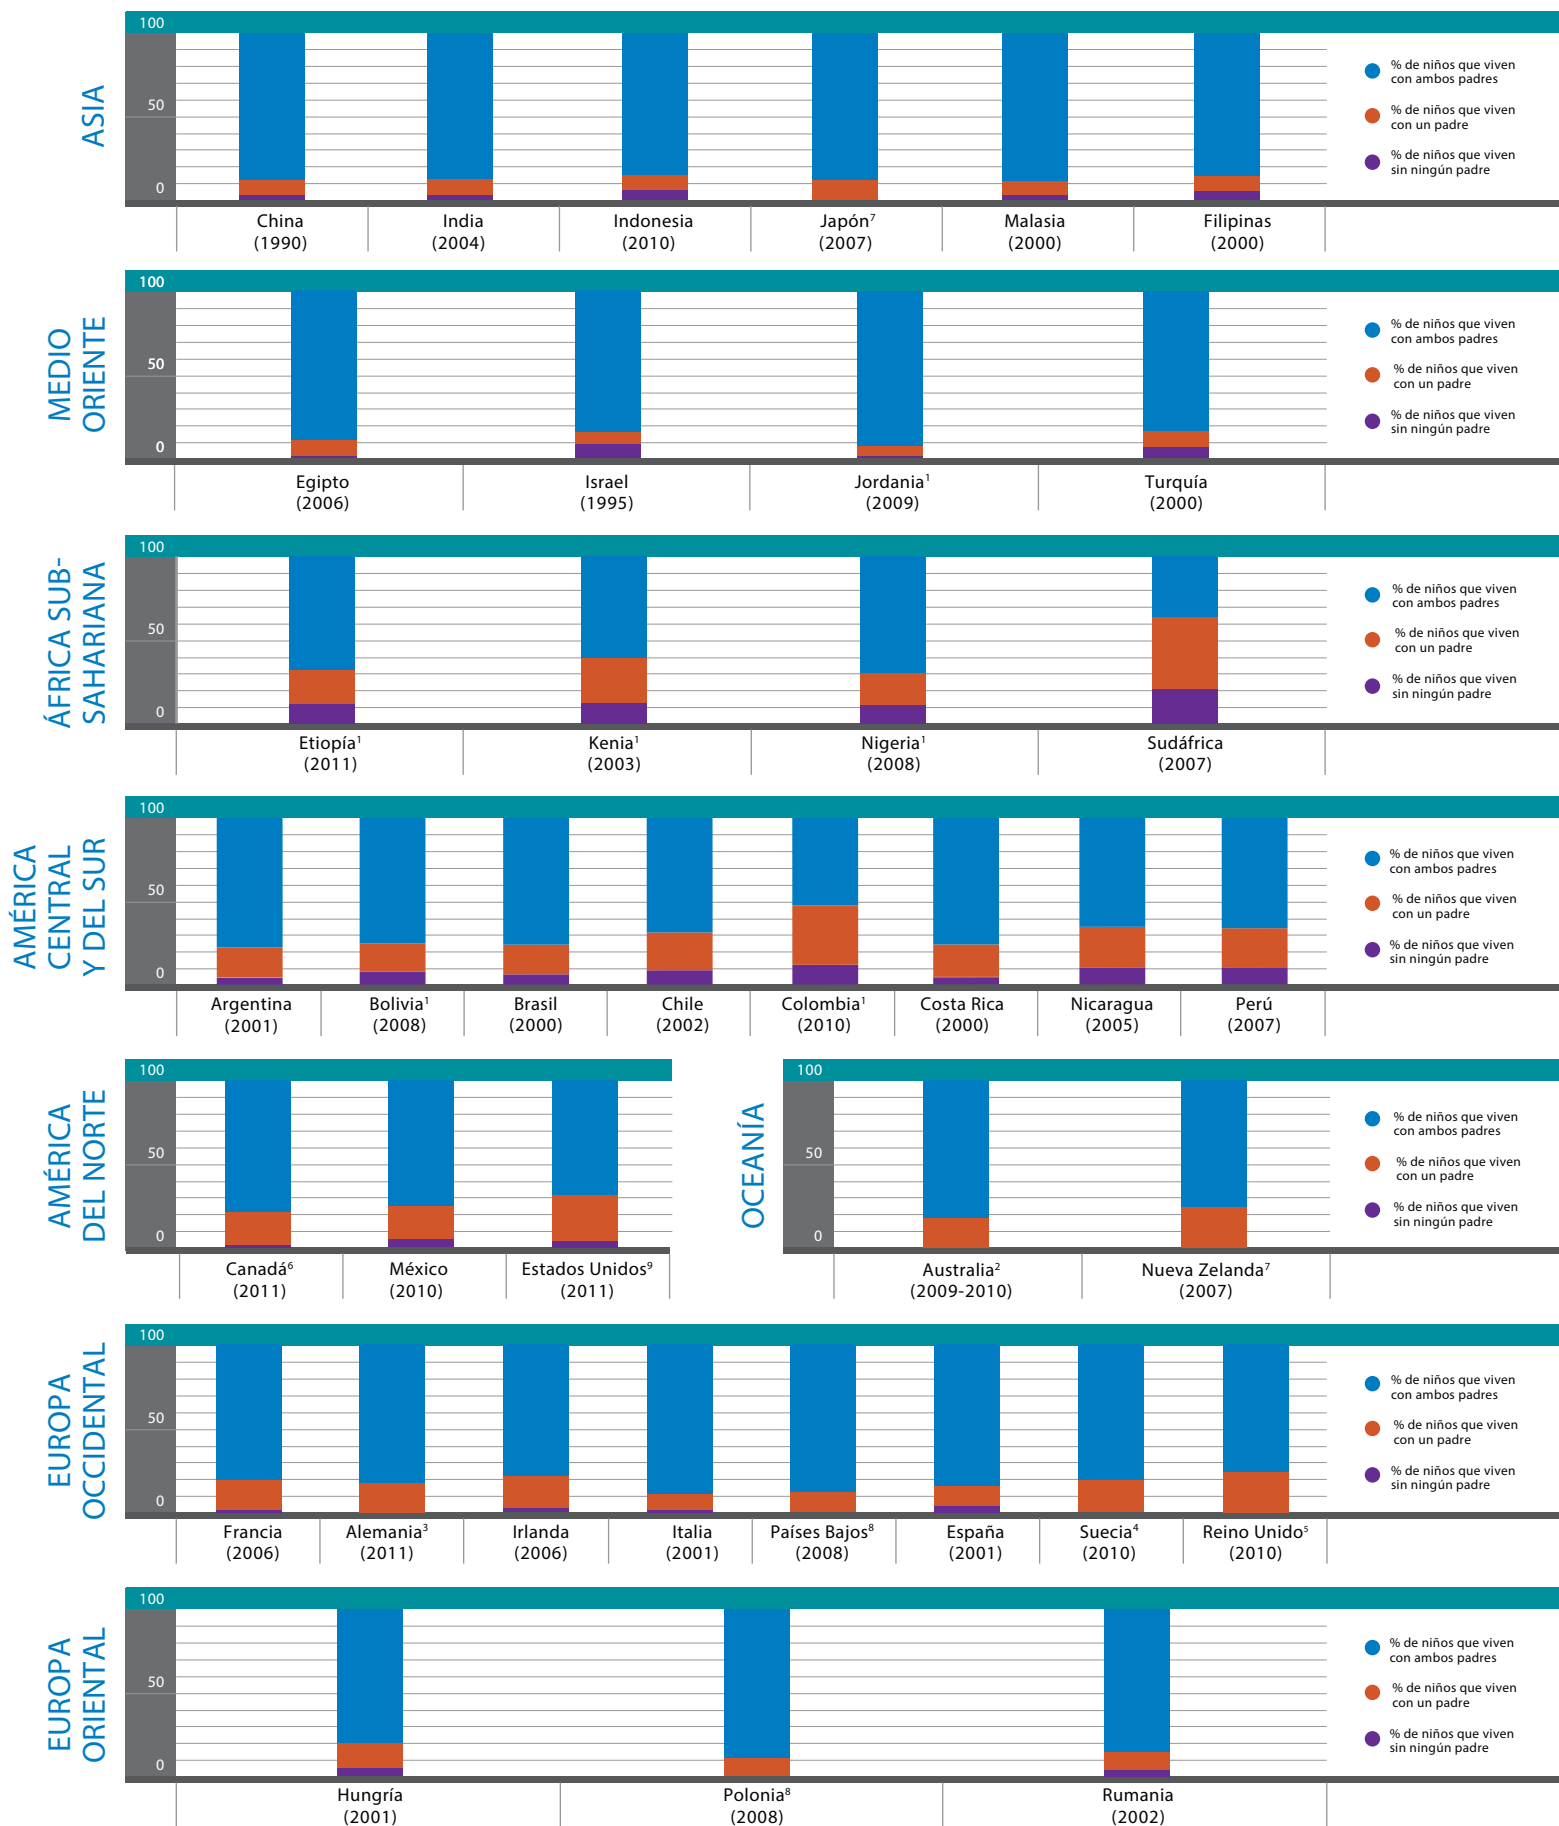 ASIA
100
50
0
% de niños que viven
con ambos padres
% de niños que viven
con un padre
% de niños que viven
sin ningún padre
China
(1990)
India
(2004)
Indonesia
(2010)
Japón⁷
(2007)
Malasia
(2000)
Filipinas
(2000)
MEDIO
ORIENTE
100
50
0
% de niños que viven
con ambos padres
% de niños que viven
con un padre
% de niños que viven
sin ningún padre
Egipto
(2006)
Israel
(1995)
Jordania¹
(2009)
Turquía
(2000)
ÁFRICA SUB-
SAHARIANA
100
50
0
% de niños que viven
con ambos padres
% de niños que viven
con un padre
% de niños que viven
sin ningún padre
Etiopía¹
(2011)
Kenia¹
(2003)
Nigeria¹
(2008)
Sudáfrica
(2007)
AMÉRICA
CENTRAL
Y DEL SUR
100
50
0
% de niños que viven
con ambos padres
% de niños que viven
con un padre
% de niños que viven
sin ningún padre
Argentina
(2001)
Bolivia¹
(2008)
Brasil
(2000)
Chile
(2002)
Colombia¹
(2010)
Costa Rica
(2000)
Nicaragua
(2005)
Perú
(2007)
AMÉRICA
DEL NORTE
100
50
0
Canadá⁶
(2011)
México
(2010)
Estados Unidos⁹
(2011)
OCEANÍA
100
50
0
% de niños que viven
con ambos padres
% de niños que viven
con un padre
% de niños que viven
sin ningún padre
Australia²
(2009-2010)
Nueva Zelanda⁷
(2007)
EUROPA
OCCIDENTAL
100
50
0
% de niños que viven
con ambos padres
% de niños que viven
con un padre
% de niños que viven
sin ningún padre
Francia
(2006)
Alemania³
(2011)
Irlanda
(2006)
Italia
(2001)
Países Bajos⁸
(2008)
España
(2001)
Suecia⁴
(2010)
Reino Unido⁵
(2010)
EUROPA
ORIENTAL
100
50
0
% de niños que viven
con ambos padres
% de niños que viven
con un padre
% de niños que viven
sin ningún padre
Hungría
(2001)
Polonia⁸
(2008)
Rumania
(2002)